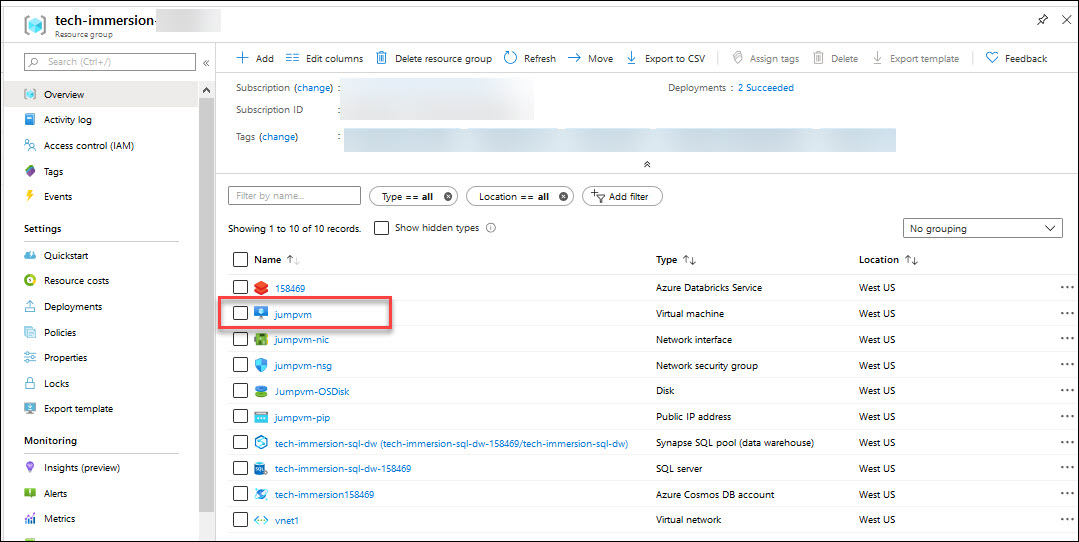 tech-immersion-
Resource group
Search (Ctrl+/)
Overview
Activity log
Access control (IAM)
Tags
Events
Settings
Quickstart
Resource costs
Deployments
Policies
Properties
Locks
Export template
Monitoring
Insights (preview)
Alerts
Metrics
Add Edit columns Delete resource group Refresh Move Export to CSV Assign tags Delete Export template Feedback
Subscription (change) : Deployments : 2 Succeeded
Subscription ID :
Tags (change) :
Filter by name... Type == all Location == all Add filter
Showing 1 to 10 of 10 records. Show hidden types No grouping
Name Type Location
158469 Azure Databricks Service West US
jumpvm Virtual machine West US
jumpvm-nic Network interface West US
jumpvm-nsg Network security group West US
Jumpvm-OSDisk Disk West US
jumpvm-pip Public IP address West US
tech-immersion-sql-dw (tech-immersion-sql-dw-158469/tech-immersion-sql-dw) Synapse SQL pool (data warehouse) West US
tech-immersion-sql-dw-158469 SQL server West US
tech-immersion158469 Azure Cosmos DB account West US
vnet1 Virtual network West US